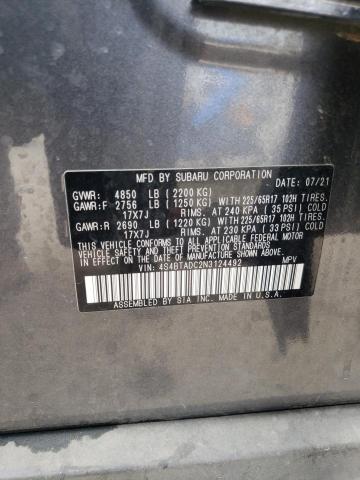 MFD BY SUBARU CORPORATION DATE: 07/21
GVWR: 4850 LB (2200 KG)
GAWR:F 2756 LB (1250 KG) WITH 225/65R17 102H TIRES.
17X7J RIMS. AT 240 KPA (35 PSI) COLD
GAWR:R 2690 LB (1220 KG) WITH 225/65R17 102H TIRES.
17X7J RIMS. AT 230 KPA (33 PSI) COLD
THIS VEHICLE CONFORMS TO ALL APPLICABLE FEDERAL MOTOR
VEHICLE SAFETY, BUMPER, AND THEFT PREVENTION STANDARDS
IN EFFECT ON THE DATE OF MANUFACTURE SHOWN ABOVE.
VIN: 4S4BTADC2N3124492 MPV
ASSEMBLED BY SIA INC. MADE IN U.S.A.